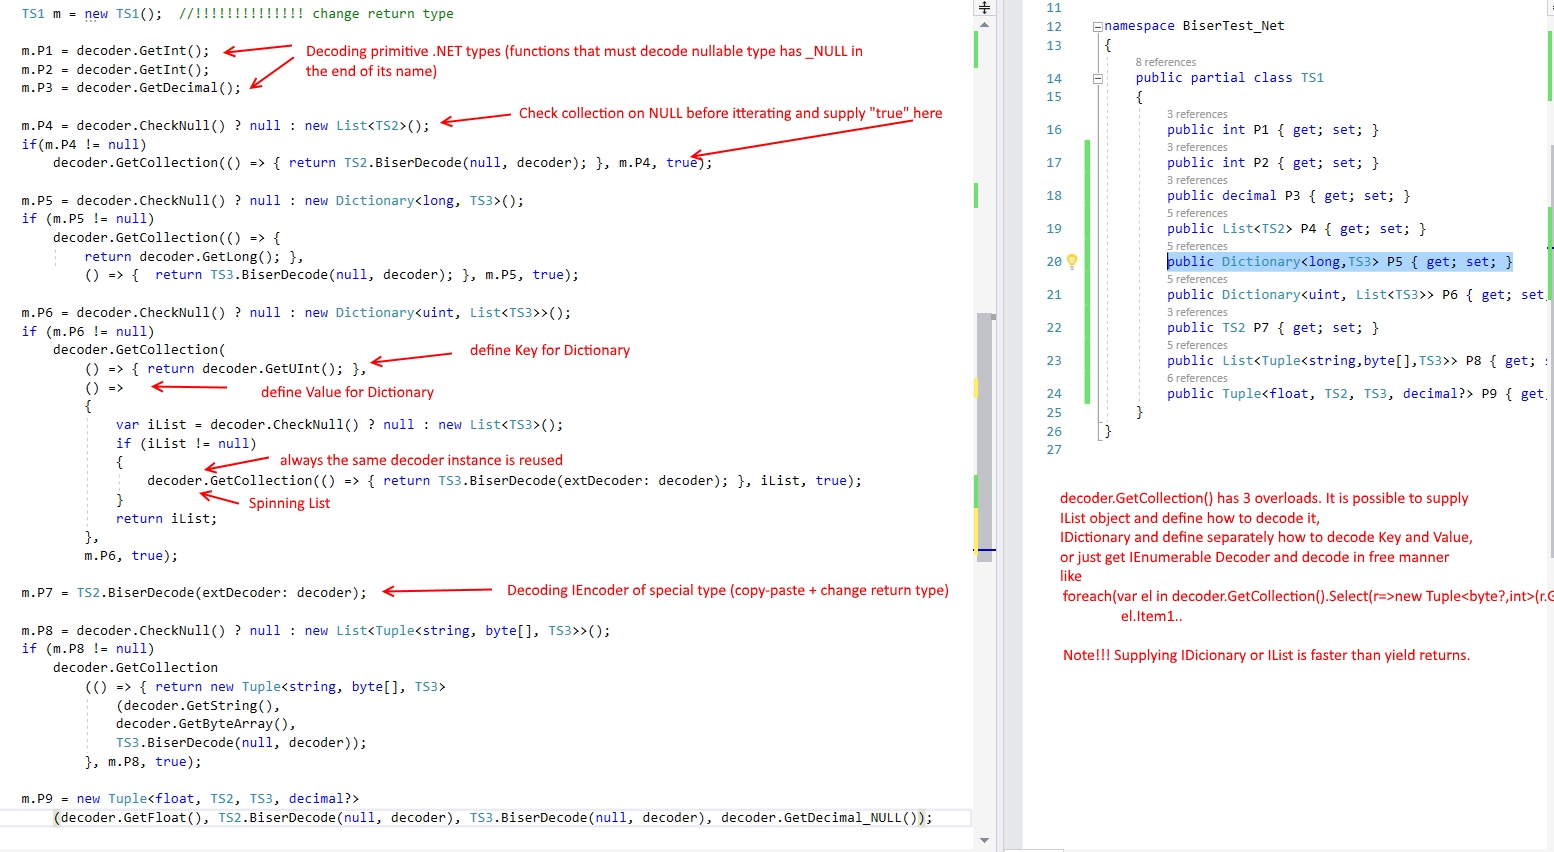 TS1 m = new TS1();  //!!!!!!!!!!!!!! change return type
m.P1 = decoder.GetInt();
Decoding primitive .NET types (functions that must decode nullable type has _NULL in
the end of its name)
m.P2 = decoder.GetInt();
m.P3 = decoder.GetDecimal();
Check collection on NULL before itterating and supply "true" here
m.P4 = decoder.CheckNull() ? null : new List<TS2>();
if(m.P4 != null)
decoder.GetCollection(() => { return TS2.BiserDecode(null, decoder); }, m.P4, true);
m.P5 = decoder.CheckNull() ? null : new Dictionary<long, TS3>();
if (m.P5 != null)
decoder.GetCollection(() => {
return decoder.GetLong(); },
() => {  return TS3.BiserDecode(null, decoder); }, m.P5, true);
m.P6 = decoder.CheckNull() ? null : new Dictionary<uint, List<TS3>>();
if (m.P6 != null)
decoder.GetCollection(
define Key for Dictionary
() => { return decoder.GetUInt(); },
() =>
define Value for Dictionary
{
var iList = decoder.CheckNull() ? null : new List<TS3>();
if (iList != null)
{
always the same decoder instance is reused
decoder.GetCollection(() => { return TS3.BiserDecode(extDecoder: decoder); }, iList, true);
}
Spinning List
return iList;
},
m.P6, true);
m.P7 = TS2.BiserDecode(extDecoder: decoder);
Decoding IEncoder of special type (copy-paste + change return type)
m.P8 = decoder.CheckNull() ? null : new List<Tuple<string, byte[], TS3>>();
if (m.P8 != null)
decoder.GetCollection
(() => { return new Tuple<string, byte[], TS3>
(decoder.GetString(),
decoder.GetByteArray(),
TS3.BiserDecode(null, decoder));
}, m.P8, true);
m.P9 = new Tuple<float, TS2, TS3, decimal?>
(decoder.GetFloat(), TS2.BiserDecode(null, decoder), TS3.BiserDecode(null, decoder), decoder.GetDecimal_NULL());
11
12 namespace BiserTest_Net
13 {
8 references
14 public partial class TS1
15 {
3 references
16 public int P1 { get; set; }
3 references
17 public int P2 { get; set; }
3 references
18 public decimal P3 { get; set; }
5 references
19 public List<TS2> P4 { get; set; }
5 references
20 public Dictionary<long,TS3> P5 { get; set; }
5 references
21 public Dictionary<uint, List<TS3>> P6 { get; set
3 references
22 public TS2 P7 { get; set; }
5 references
23 public List<Tuple<string,byte[],TS3>> P8 { get;
6 references
24 public Tuple<float, TS2, TS3, decimal?> P9 { get
25 }
26 }
27
decoder.GetCollection() has 3 overloads. It is possible to supply
IList object and define how to decode it,
IDictionary and define separately how to decode Key and Value,
or just get IEnumerable Decoder and decode in free manner
like
foreach(var el in decoder.GetCollection().Select(r=>new Tuple<byte?,int>(r.G
el.Item1..
Note!!! Supplying IDicionary or IList is faster than yield returns.